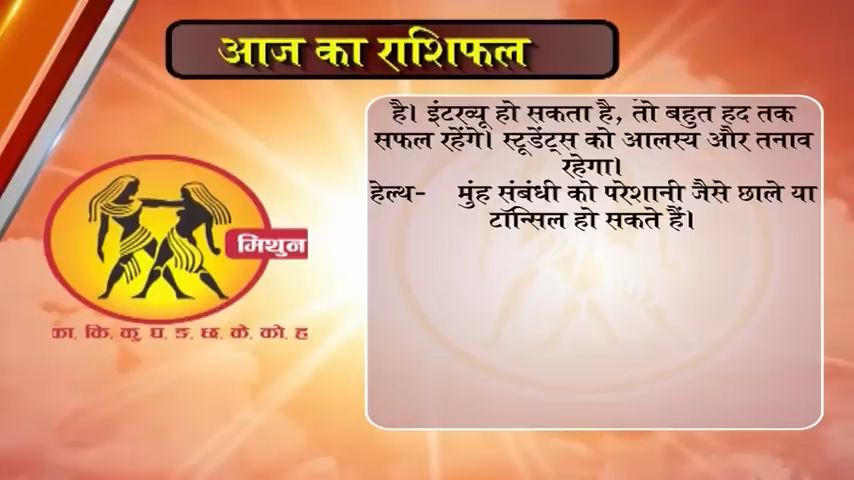 आज का राशिफल
है। इंटरव्यू हो सकता है, तो बहुत हद तक
सफल रहेंगे। स्टूडेंट्स को आलस्य और तनाव
रहेगा।
हेल्थ- मुंह संबंधी को परेशानी जैसे छाले या
टॉन्सिल हो सकते हैं।
मिथुन
का, कि, कु, घ, ङ, छ, के, को, ह